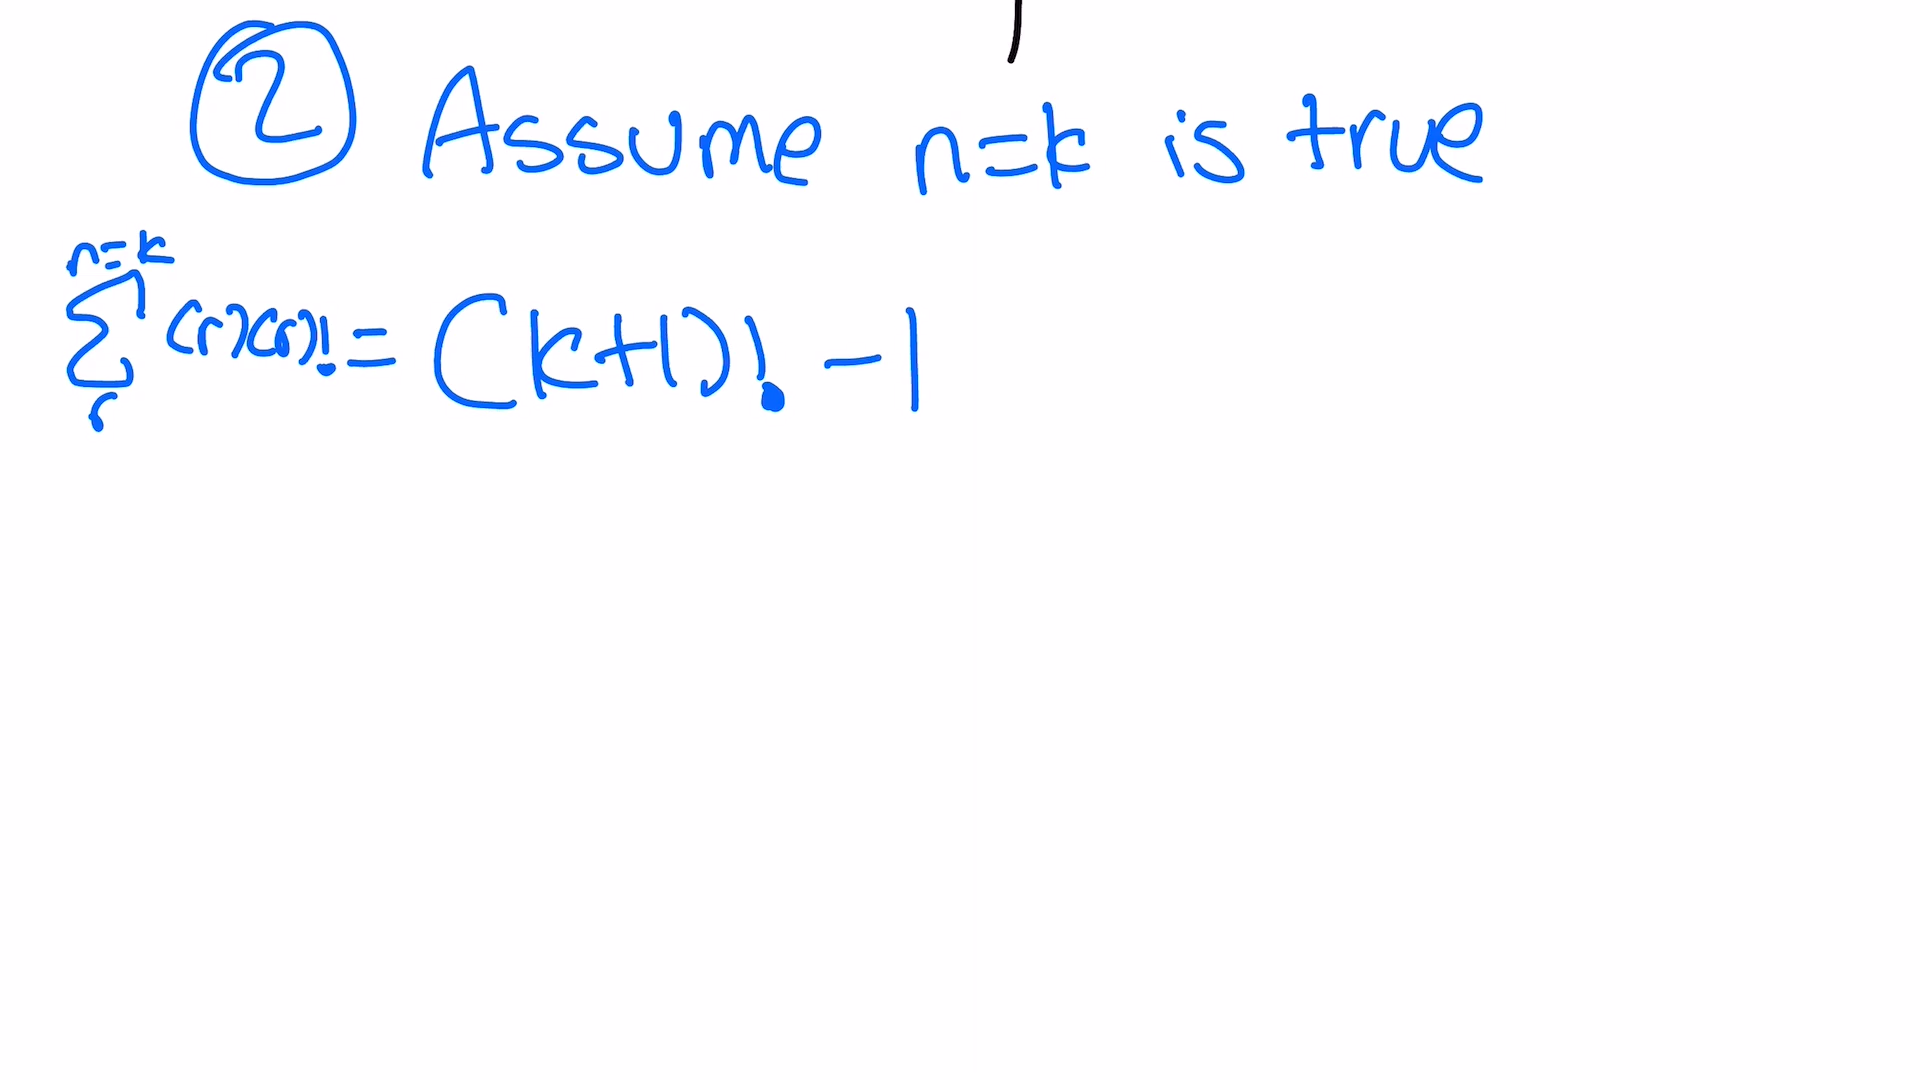 ② Assume n=k is true
n=k
∑ (r)(r)! = (k+1)! - 1
r